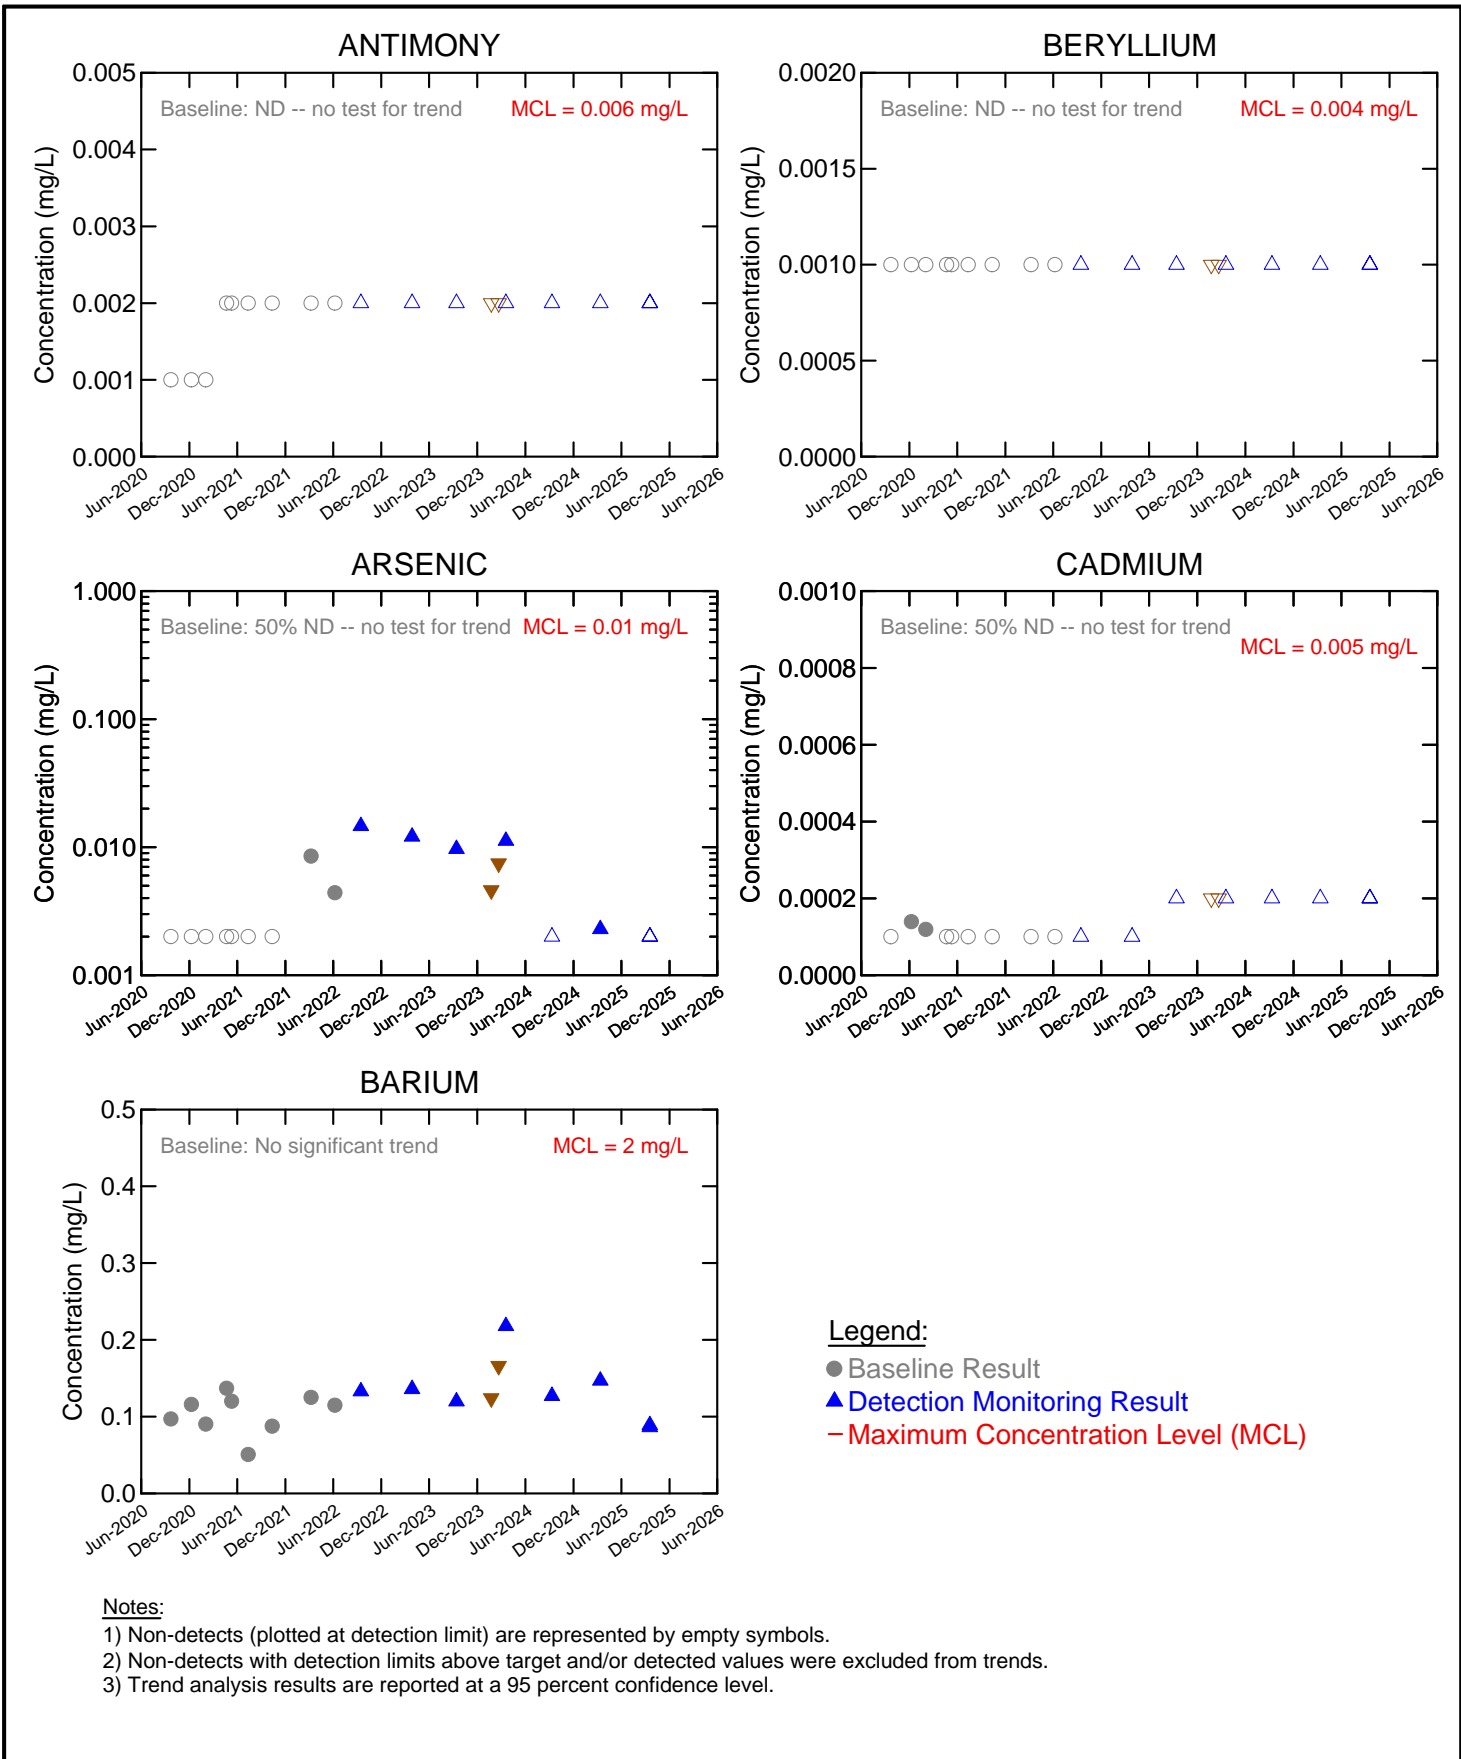 ANTIMONY
Baseline: ND -- no test for trend
MCL = 0.006 mg/L
Concentration (mg/L)
0.005
0.004
0.003
0.002
0.001
0.000
Jun-2020
Dec-2020
Jun-2021
Dec-2021
Jun-2022
Dec-2022
Jun-2023
Dec-2023
Jun-2024
Dec-2024
Jun-2025
Dec-2025
Jun-2026
BERYLLIUM
Baseline: ND -- no test for trend
MCL = 0.004 mg/L
Concentration (mg/L)
0.0020
0.0015
0.0010
0.0005
0.0000
Jun-2020
Dec-2020
Jun-2021
Dec-2021
Jun-2022
Dec-2022
Jun-2023
Dec-2023
Jun-2024
Dec-2024
Jun-2025
Dec-2025
Jun-2026
ARSENIC
Baseline: 50% ND -- no test for trend
MCL = 0.01 mg/L
Concentration (mg/L)
1.000
0.100
0.010
0.001
Jun-2020
Dec-2020
Jun-2021
Dec-2021
Jun-2022
Dec-2022
Jun-2023
Dec-2023
Jun-2024
Dec-2024
Jun-2025
Dec-2025
Jun-2026
CADMIUM
Baseline: 50% ND -- no test for trend
MCL = 0.005 mg/L
Concentration (mg/L)
0.0010
0.0008
0.0006
0.0004
0.0002
0.0000
Jun-2020
Dec-2020
Jun-2021
Dec-2021
Jun-2022
Dec-2022
Jun-2023
Dec-2023
Jun-2024
Dec-2024
Jun-2025
Dec-2025
Jun-2026
BARIUM
Baseline: No significant trend
MCL = 2 mg/L
Concentration (mg/L)
0.5
0.4
0.3
0.2
0.1
0.0
Jun-2020
Dec-2020
Jun-2021
Dec-2021
Jun-2022
Dec-2022
Jun-2023
Dec-2023
Jun-2024
Dec-2024
Jun-2025
Dec-2025
Jun-2026
Legend:
Baseline Result
Detection Monitoring Result
Maximum Concentration Level (MCL)
Notes:
1) Non-detects (plotted at detection limit) are represented by empty symbols.
2) Non-detects with detection limits above target and/or detected values were excluded from trends.
3) Trend analysis results are reported at a 95 percent confidence level.